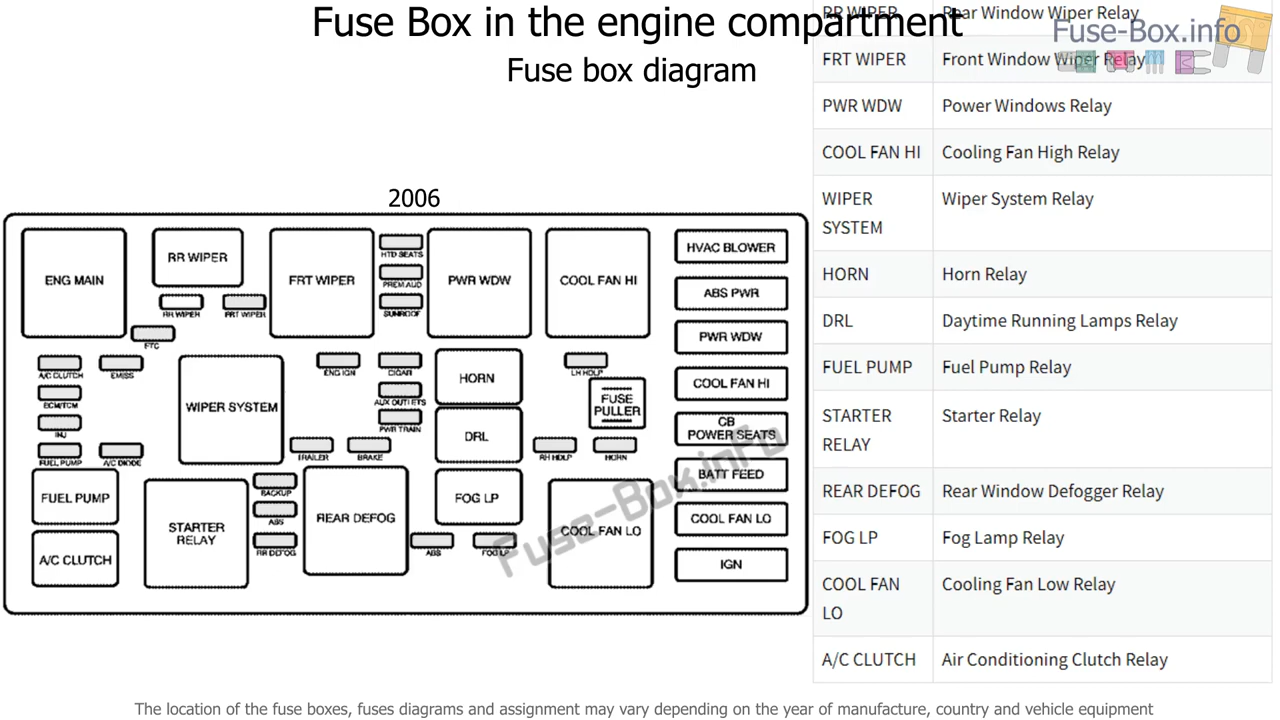 Fuse Box in the engine compartment
Fuse box diagram
Fuse-Box.info
2006
ENG MAIN
RR WIPER
FRT WIPER
HTD SEATS
PREM AUD
SUNROOF
PWR WDW
COOL FAN HI
HVAC BLOWER
ABS PWR
PWR WDW
COOL FAN HI
CB
POWER SEATS
BATT FEED
COOL FAN LO
IGN
RR WIPER
FRT WIPER
ETC
A/C CLUTCH
EMISS
ECM/TCM
INJ
FUEL PUMP
A/C DIODE
WIPER SYSTEM
ENG IGN
CIGAR
AUX OUTLETS
PWR TRAIN
HORN
DRL
LH HDLP
FUSE
PULLER
TRAILER
BRAKE
RH HDLP
HORN
FUEL PUMP
A/C CLUTCH
STARTER
RELAY
BACKUP
ABS
RR DEFOG
REAR DEFOG
FOG LP
ABS
FOG LP
COOL FAN LO
Fuse-Box.info
RR WIPER Rear Window Wiper Relay
FRT WIPER Front Window Wiper Relay
PWR WDW Power Windows Relay
COOL FAN HI Cooling Fan High Relay
WIPER Wiper System Relay
SYSTEM
HORN Horn Relay
DRL Daytime Running Lamps Relay
FUEL PUMP Fuel Pump Relay
STARTER Starter Relay
RELAY
REAR DEFOG Rear Window Defogger Relay
FOG LP Fog Lamp Relay
COOL FAN Cooling Fan Low Relay
LO
A/C CLUTCH Air Conditioning Clutch Relay
The location of the fuse boxes, fuses diagrams and assignment may vary depending on the year of manufacture, country and vehicle equipment